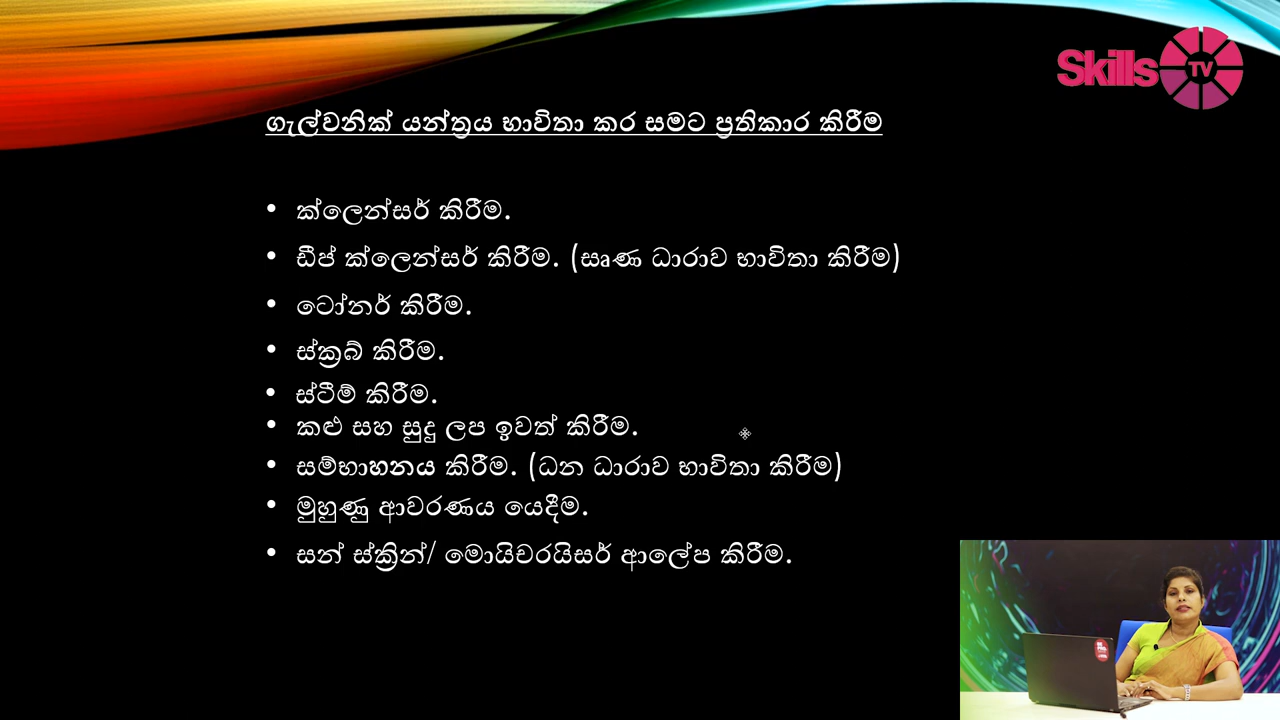 Skills TV
ගැල්වනික් යන්ත්‍රය භාවිතා කර සමට ප්‍රතිකාර කිරීම
• ක්ලෙන්සර් කිරීම.
• ඩීප් ක්ලෙන්සර් කිරීම. (සෘණ ධාරාව භාවිතා කිරීම)
• ටෝනර් කිරීම.
• ස්ක්‍රබ් කිරීම.
• ස්ටීම් කිරීම.
• කළු සහ සුදු ලප ඉවත් කිරීම.
• සම්භාහනය කිරීම. (ධන ධාරාව භාවිතා කිරීම)
• මුහුණු ආවරණය යෙදීම.
• සන් ස්ක්‍රින්/ මොයිචරයිසර් ආලේප කිරීම.